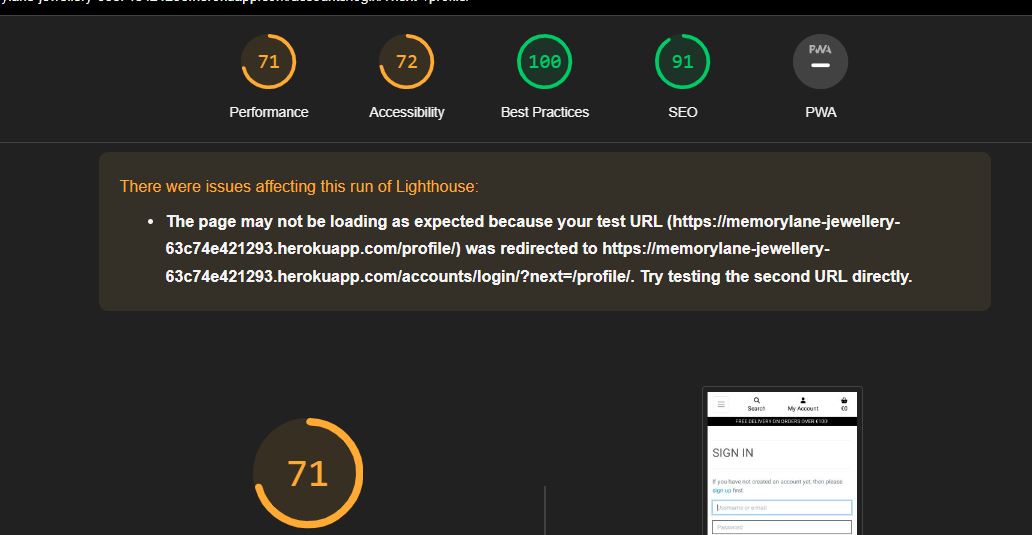 71
72
100
91
PWA
Performance
Accessibility
Best Practices
SEO
PWA
There were issues affecting this run of Lighthouse:
• The page may not be loading as expected because your test URL (https://memorylane-jewellery-
63c74e421293.herokuapp.com/profile/) was redirected to https://memorylane-jewellery-
63c74e421293.herokuapp.com/accounts/login/?next=/profile/. Try testing the second URL directly.
71
Search
My Account
€0
FREE DELIVERY ON ORDERS OVER €100!
SIGN IN
If you have not created an account yet, then please
sign up first.
Username or e-mail
Password